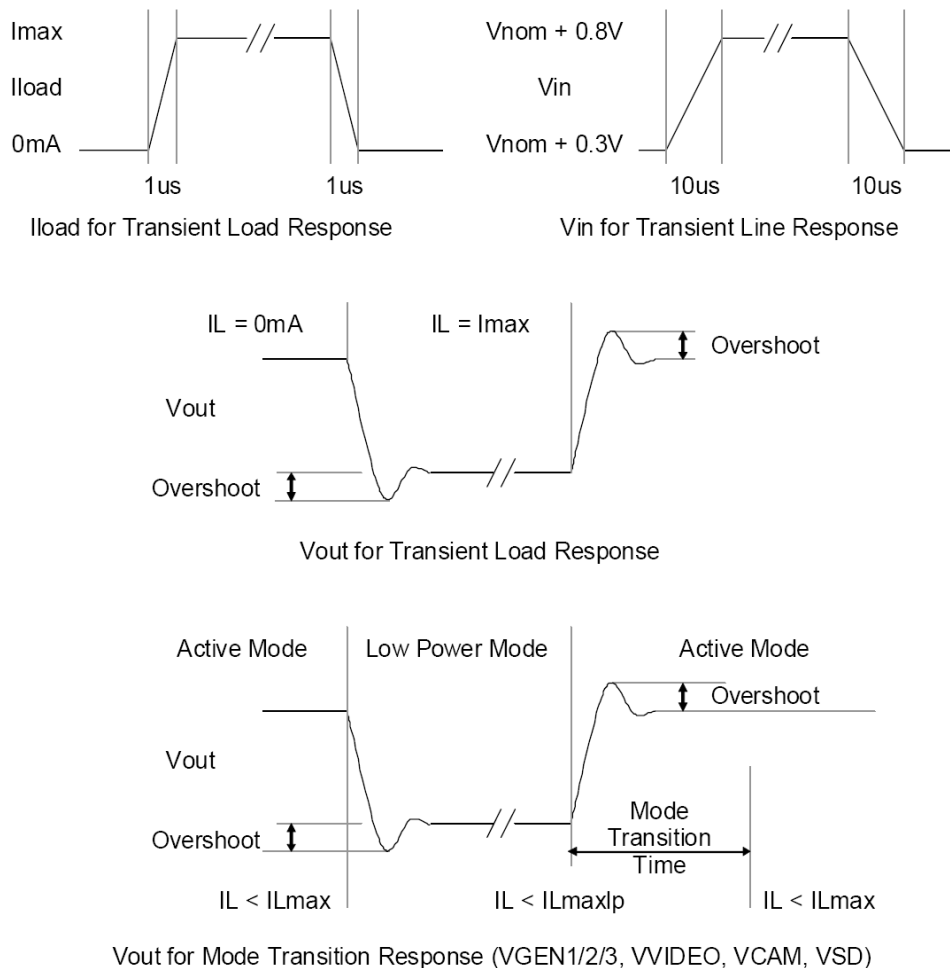 Imax
Iload
0mA
1us
1us
Iload for Transient Load Response
Vnom + 0.8V
Vin
Vnom + 0.3V
10us
10us
Vin for Transient Line Response
IL = 0mA
IL = Imax
Overshoot
Vout
Overshoot
Vout for Transient Load Response
Active Mode
Low Power Mode
Active Mode
Overshoot
Vout
Overshoot
Mode
Transition
Time
IL < ILmax
IL < ILmaxlp
IL < ILmax
Vout for Mode Transition Response (VGEN1/2/3, VVIDEO, VCAM, VSD)